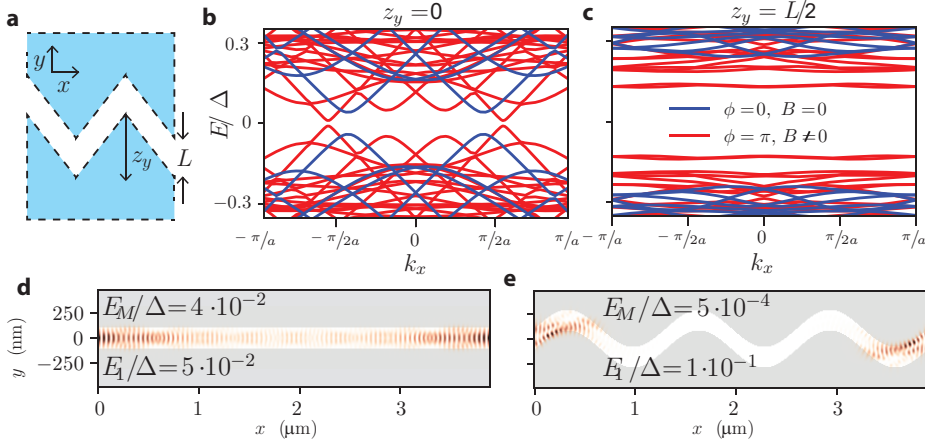 a
y
x
z_y
L
b
z_y = 0
E/Δ
0.3
0
−0.3
− π/a
− π/2a
0
π/2a
π/a
k_x
c
z_y = L/2
ϕ = 0, B = 0
ϕ = π, B ≠ 0
− π/a
− π/2a
0
π/2a
π/a
k_x
d
E_M/Δ = 4·10⁻²
E_1/Δ = 5·10⁻²
y (nm)
250
0
−250
0
1
2
3
x (μm)
e
E_M/Δ = 5·10⁻⁴
E_1/Δ = 1·10⁻¹
0
1
2
3
x (μm)